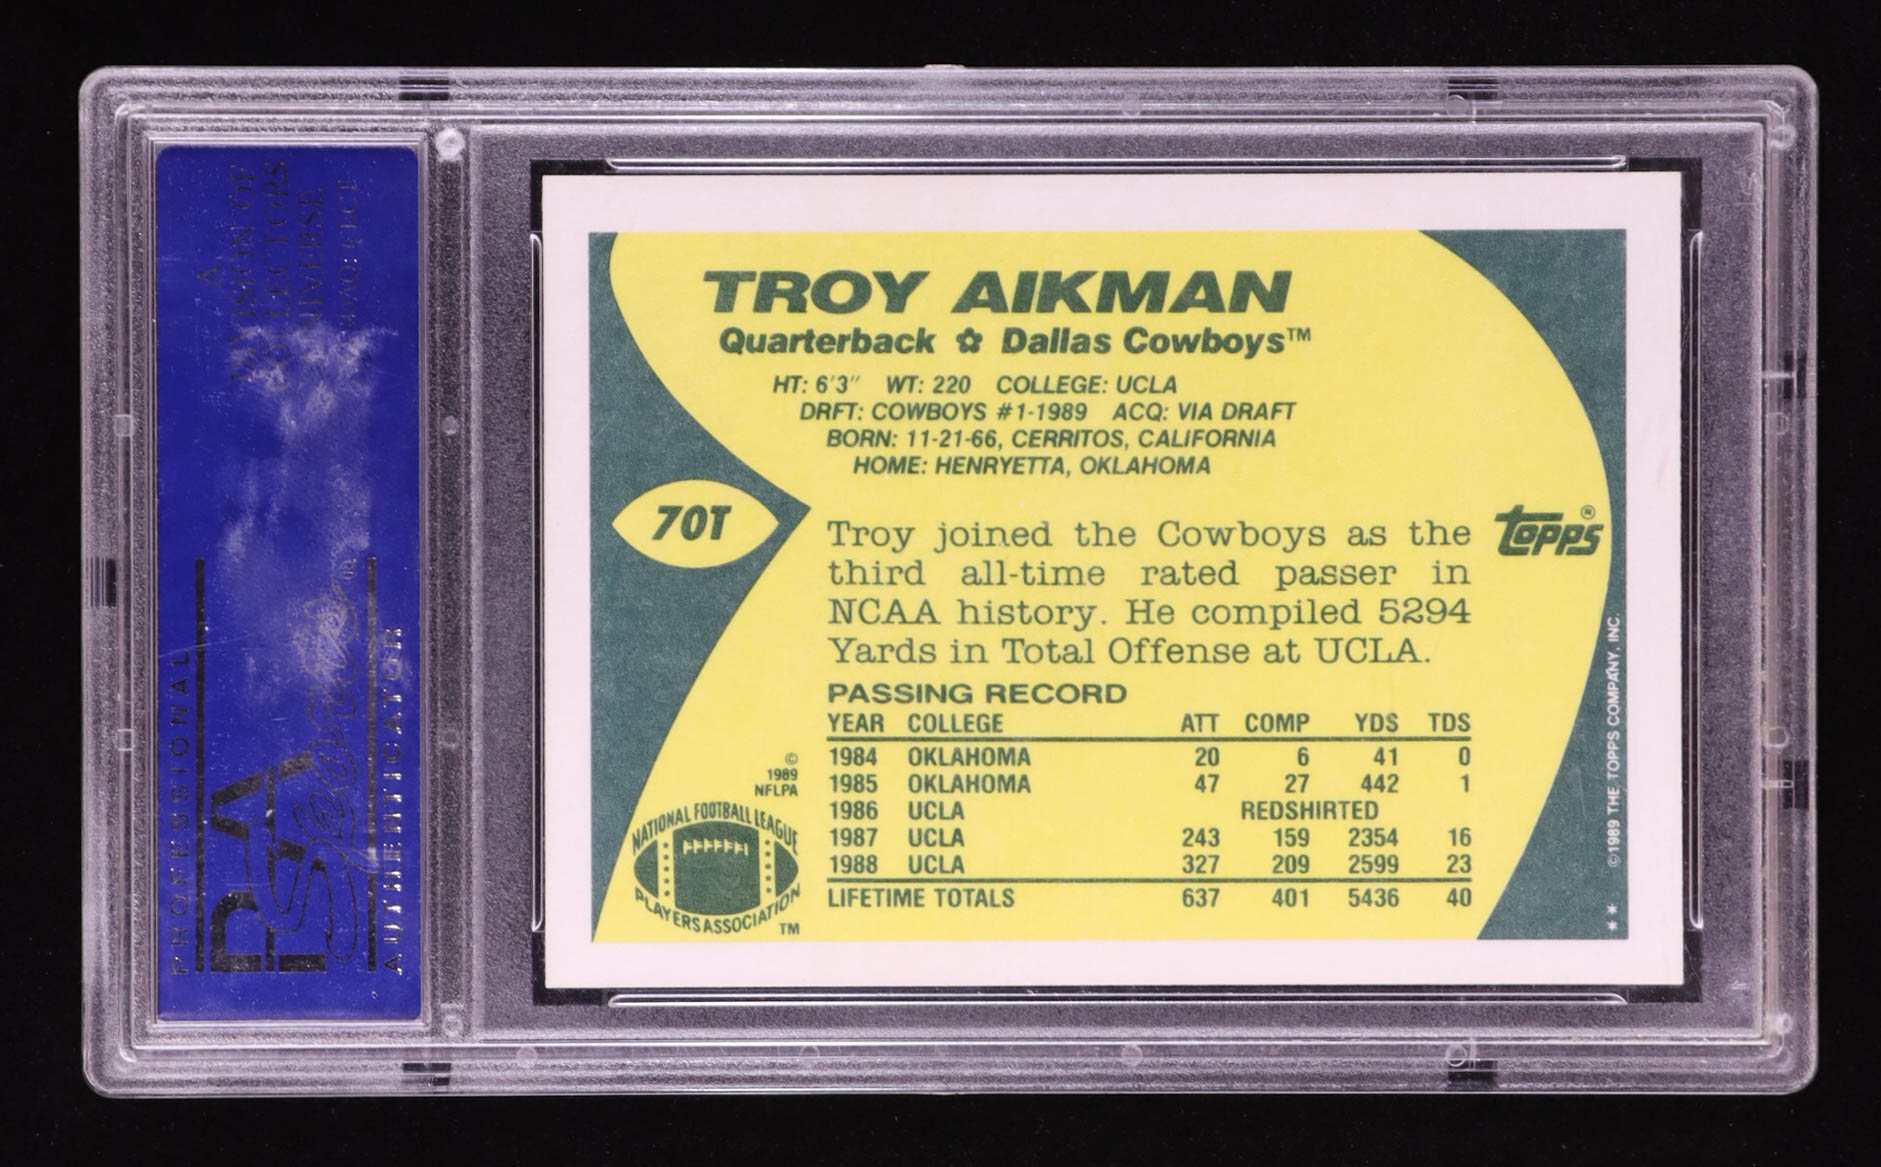 TROY AIKMAN
Quarterback ✿ Dallas Cowboys™
HT: 6'3" WT: 220 COLLEGE: UCLA
DRFT: COWBOYS #1-1989 ACQ: VIA DRAFT
BORN: 11-21-66, CERRITOS, CALIFORNIA
HOME: HENRYETTA, OKLAHOMA
70T
topps®
Troy joined the Cowboys as the
third all-time rated passer in
NCAA history. He compiled 5294
Yards in Total Offense at UCLA.
PASSING RECORD
YEAR COLLEGE ATT COMP YDS TDS
1984 OKLAHOMA 20 6 41 0
1985 OKLAHOMA 47 27 442 1
1986 UCLA REDSHIRTED
1987 UCLA 243 159 2354 16
1988 UCLA 327 209 2599 23
LIFETIME TOTALS 637 401 5436 40
©
1989
NFLPA
NATIONAL FOOTBALL LEAGUE
PLAYERS ASSOCIATION
TM
©1989 THE TOPPS COMPANY, INC.
**
PROFESSIONAL
PSA
Sports®
AUTHENTICATOR
A
DIVISION OF
COLLECTORS
UNIVERSE